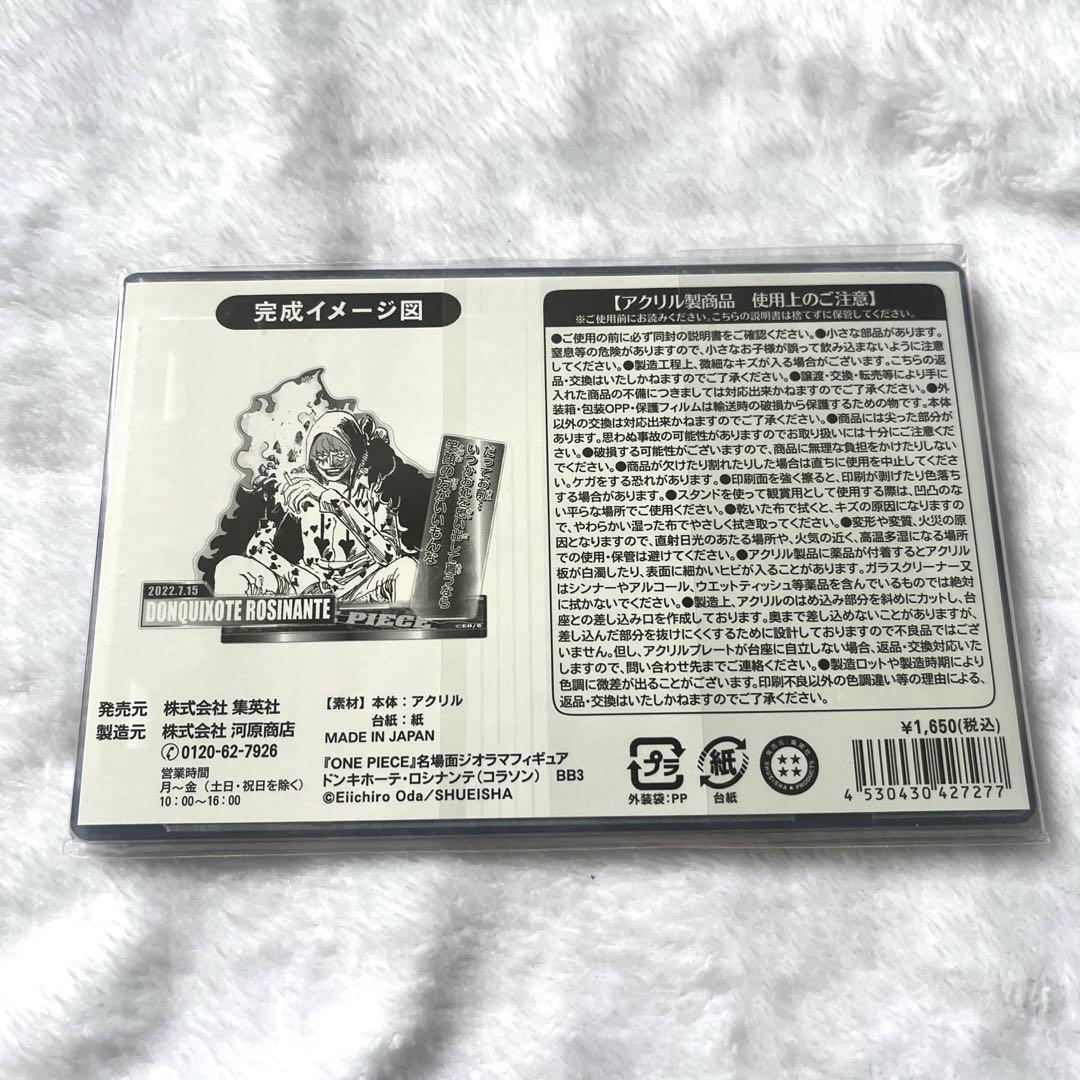 完成イメージ図
だってお前…
いつかおれを思い出して貰うなら
笑顔の方がいいもんな
2022.7.15
DONQUIXOTE ROSINANTE
PIECE
©EO/S
発売元 株式会社 集英社
製造元 株式会社 河原商店
0120-62-7926
営業時間
月〜金（土日・祝日を除く）
10：00〜16：00
【素材】本体：アクリル
台紙：紙
MADE IN JAPAN
『ONE PIECE』名場面ジオラマフィギュア
ドンキホーテ・ロシナンテ（コラソン） BB3
©Eiichiro Oda/SHUEISHA
【アクリル製商品 使用上のご注意】
※ご使用前にお読みください。こちらの説明書は捨てずに保管してください。
●ご使用の前に必ず同封の説明書をご確認ください。●小さな部品があります。
窒息等の危険がありますので、小さなお子様が誤って飲み込まないように注意
してください。●製造工程上、微細なキズが入る場合がございます。こちらの返
品・交換はいたしかねますのでご了承ください。●譲渡・交換・転売等により手に
入れた商品の不備につきましては対応出来かねますのでご了承ください。●外
装箱・包装OPP・保護フィルムは輸送時の破損から保護するための物です。本体
以外の交換は対応出来かねますのでご了承ください。●商品には尖った部分が
あります。思わぬ事故の可能性がありますのでお取り扱いには十分にご注意くださ
い。●破損する可能性がございますので、商品に無理な負担をかけたりしない
でください。●商品が欠けたり割れたりした場合は直ちに使用を中止してくださ
い。ケガをする恐れがあります。●印刷面を強く擦ると、印刷が剥げたり色落ち
する場合があります。●スタンドを使って観賞用として使用する際は、凹凸のな
い平らな場所でご使用ください。●乾いた布で拭くと、キズの原因になりますの
で、やわらかい湿った布でやさしく拭き取ってください。●変形や変質、火災の原
因となりますので、直射日光のあたる場所や、火気の近く、高温多湿になる場所
での使用・保管は避けてください。●アクリル製品に薬品が付着するとアクリル
板が白濁したり、表面に細かいヒビが入ることがあります。ガラスクリーナー又
はシンナーやアルコール、ウエットティッシュ等薬品を含んでいるものでは絶対
に拭かないでください。●製造上、アクリルのはめ込み部分を斜めにカットし、台
座との差し込み口を作成しております。奥まで差し込めないことがありますが、
差し込んだ部分を抜けにくくするために設計しておりますので不良品ではござ
いません。但し、アクリルプレートが台座に自立しない場合、返品・交換対応いた
しますので、問い合わせ先までご連絡ください。●製造ロットや製造時期により
色調に微差が出ることがございます。印刷不良以外の色調違い等の理由による、
返品・交換はいたしかねますのでご了承ください。
¥1,650(税込)
プラ
外装袋：PP
紙
台紙
発売元：集英社
SHUEISHA PRODUCTS
4 530430 427277